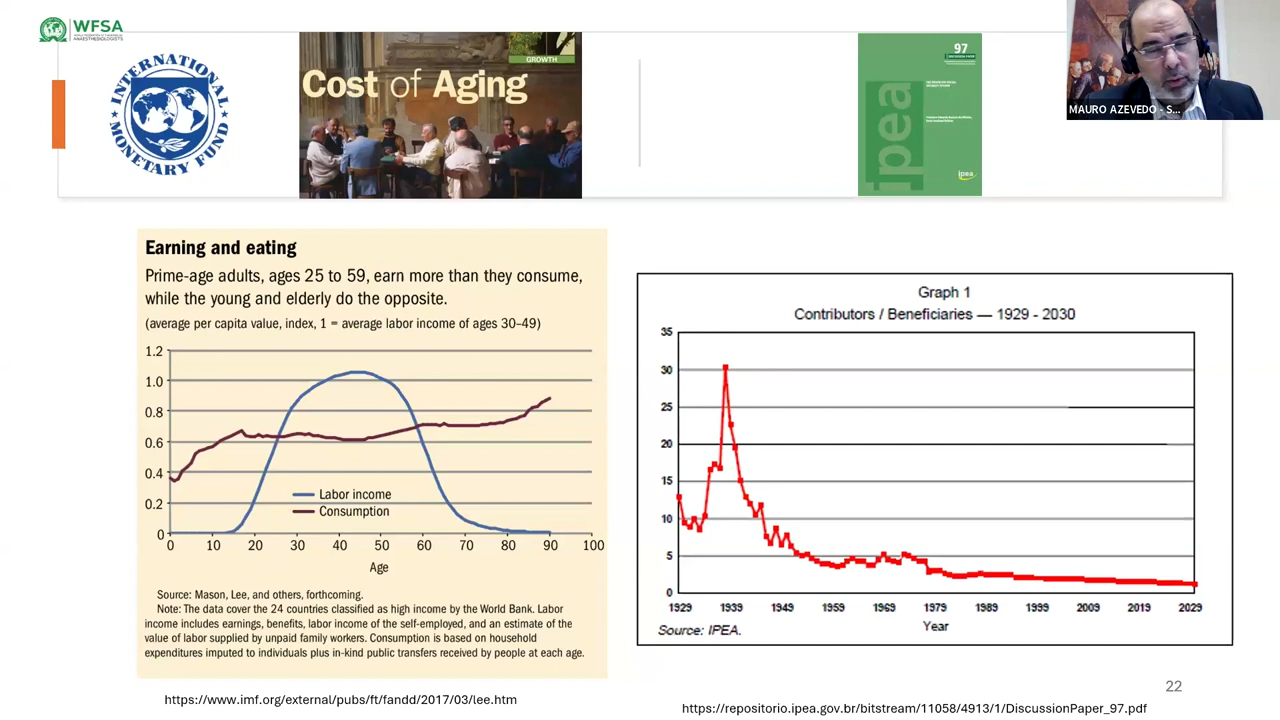 WFSA
INTERNATIONAL
MONETARY FUND
GROWTH
Cost of Aging
97
ipea
ipea
MAURO AZEVEDO - S...
Earning and eating
Prime-age adults, ages 25 to 59, earn more than they consume,
while the young and elderly do the opposite.
(average per capita value, index, 1 = average labor income of ages 30–49)
1.2
1.0
0.8
0.6
0.4
0.2
0
Labor income
Consumption
0 10 20 30 40 50 60 70 80 90 100
Age
Source: Mason, Lee, and others, forthcoming.
Note: The data cover the 24 countries classified as high income by the World Bank. Labor
income includes earnings, benefits, labor income of the self-employed, and an estimate of the
value of labor supplied by unpaid family workers. Consumption is based on household
expenditures imputed to individuals plus in-kind public transfers received by people at each age.
https://www.imf.org/external/pubs/ft/fandd/2017/03/lee.htm
Graph 1
Contributors / Beneficiaries — 1929 - 2030
35
30
25
20
15
10
5
0
1929 1939 1949 1959 1969 1979 1989 1999 2009 2019 2029
Year
Source: IPEA.
22
https://repositorio.ipea.gov.br/bitstream/11058/4913/1/DiscussionPaper_97.pdf